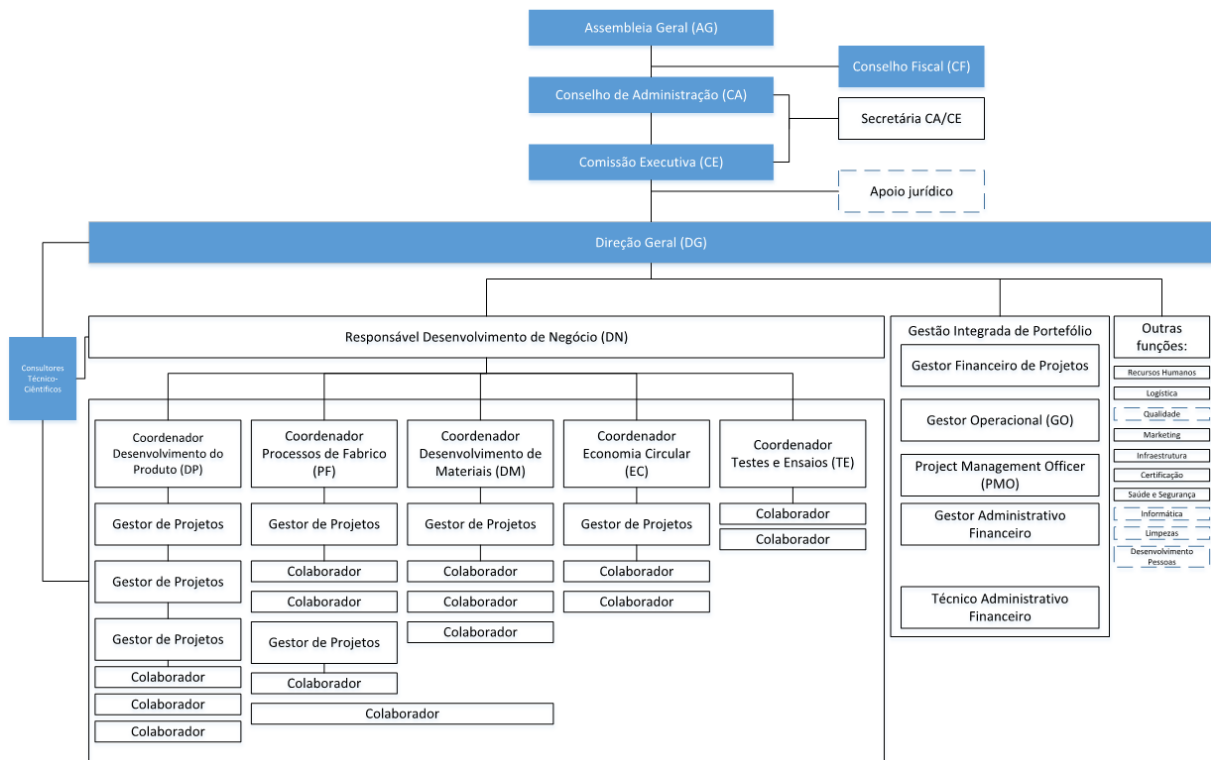 Assembleia Geral (AG)
Conselho Fiscal (CF)
Conselho de Administração (CA)
Secretária CA/CE
Comissão Executiva (CE)
Apoio jurídico
Direção Geral (DG)
Consultores
Técnico-
Ciêntíficos
Responsável Desenvolvimento de Negócio (DN)
Coordenador
Desenvolvimento do
Produto (DP)
Gestor de Projetos
Gestor de Projetos
Gestor de Projetos
Colaborador
Colaborador
Colaborador
Coordenador
Processos de Fabrico
(PF)
Gestor de Projetos
Colaborador
Colaborador
Gestor de Projetos
Colaborador
Colaborador
Coordenador
Desenvolvimento de
Materiais (DM)
Gestor de Projetos
Colaborador
Colaborador
Colaborador
Coordenador
Economia Circular
(EC)
Gestor de Projetos
Colaborador
Colaborador
Coordenador
Testes e Ensaios (TE)
Colaborador
Colaborador
Gestão Integrada de Portefólio
Gestor Financeiro de Projetos
Gestor Operacional (GO)
Project Management Officer
(PMO)
Gestor Administrativo
Financeiro
Técnico Administrativo
Financeiro
Outras
funções:
Recursos Humanos
Logística
Qualidade
Marketing
Infraestrutura
Certificação
Saúde e Segurança
Informática
Limpezas
Desenvolvimento
Pessoas